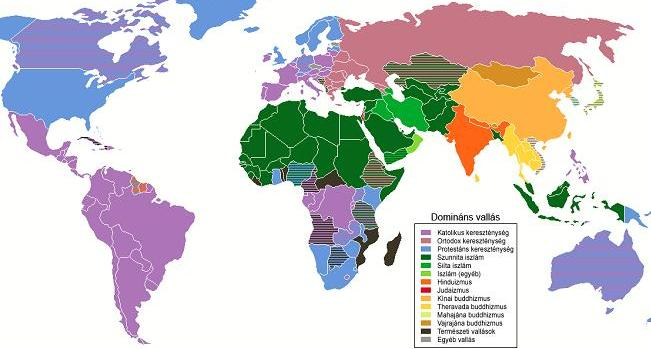 Domináns vallás
Katolikus kereszténység
Ortodox kereszténység
Protestáns kereszténység
Szunnita iszlám
Síita iszlám
Iszlám (egyéb)
Hinduizmus
Judaizmus
Kínai buddhizmus
Theravada buddhizmus
Mahajána buddhizmus
Vajrajána buddhizmus
Természeti vallások
Egyéb vallás